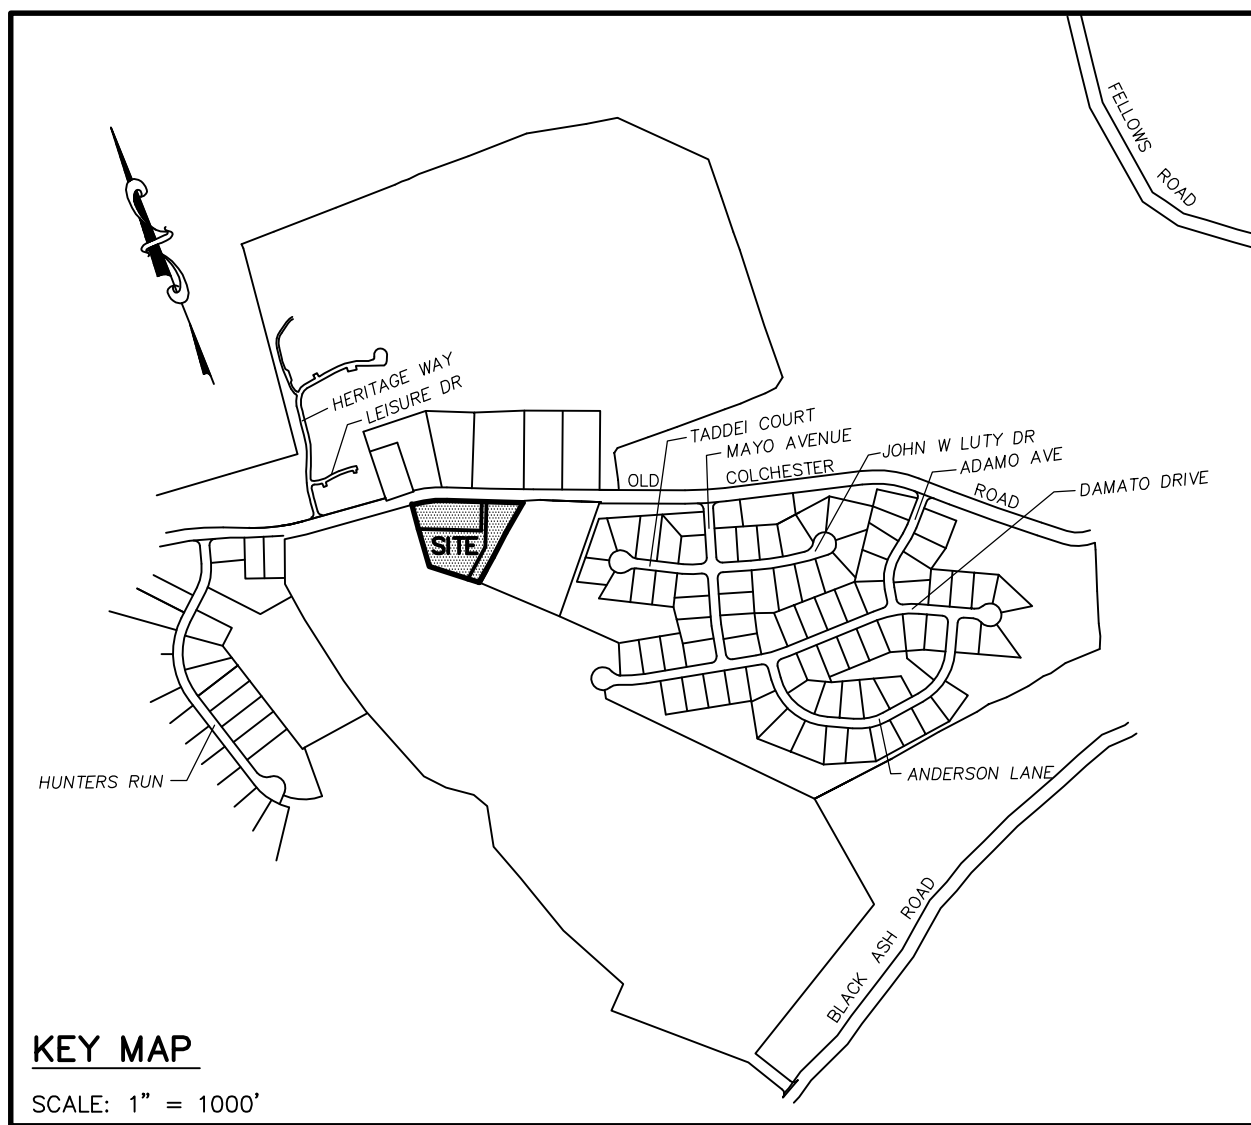 FELLOWS ROAD
HERITAGE WAY
LEISURE DR
TADDEI COURT
MAYO AVENUE
JOHN W LUTY DR
ADAMO AVE
DAMATO DRIVE
OLD COLCHESTER ROAD
SITE
HUNTERS RUN
ANDERSON LANE
BLACK ASH ROAD
KEY MAP
SCALE: 1" = 1000'